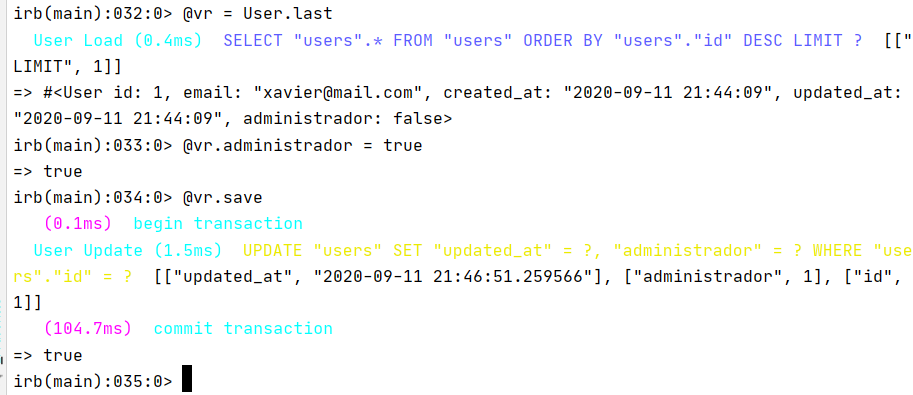 irb(main):032:0> @vr = User.last
User Load (0.4ms)  SELECT "users".* FROM "users" ORDER BY "users"."id" DESC LIMIT ?  [["
LIMIT", 1]]
=> #<User id: 1, email: "xavier@mail.com", created_at: "2020-09-11 21:44:09", updated_at:
"2020-09-11 21:44:09", administrador: false>
irb(main):033:0> @vr.administrador = true
=> true
irb(main):034:0> @vr.save
(0.1ms)  begin transaction
User Update (1.5ms)  UPDATE "users" SET "updated_at" = ?, "administrador" = ? WHERE "use
rs"."id" = ?  [["updated_at", "2020-09-11 21:46:51.259566"], ["administrador", 1], ["id",
1]]
(104.7ms)  commit transaction
=> true
irb(main):035:0>